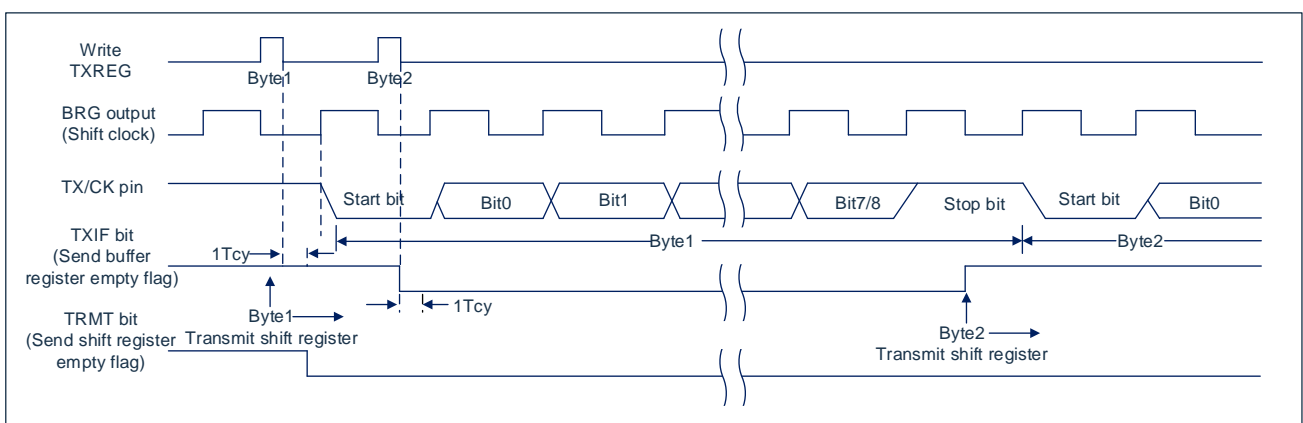 Write
TXREG
Byte1
Byte2
BRG output
(Shift clock)
TX/CK pin
Start bit
Bit0
Bit1
Bit7/8
Stop bit
Start bit
Bit0
TXIF bit
(Send buffer
register empty flag)
1Tcy
Byte1
Byte2
1Tcy
Byte1
Transmit shift register
Byte2
Transmit shift register
TRMT bit
(Send shift register
empty flag)